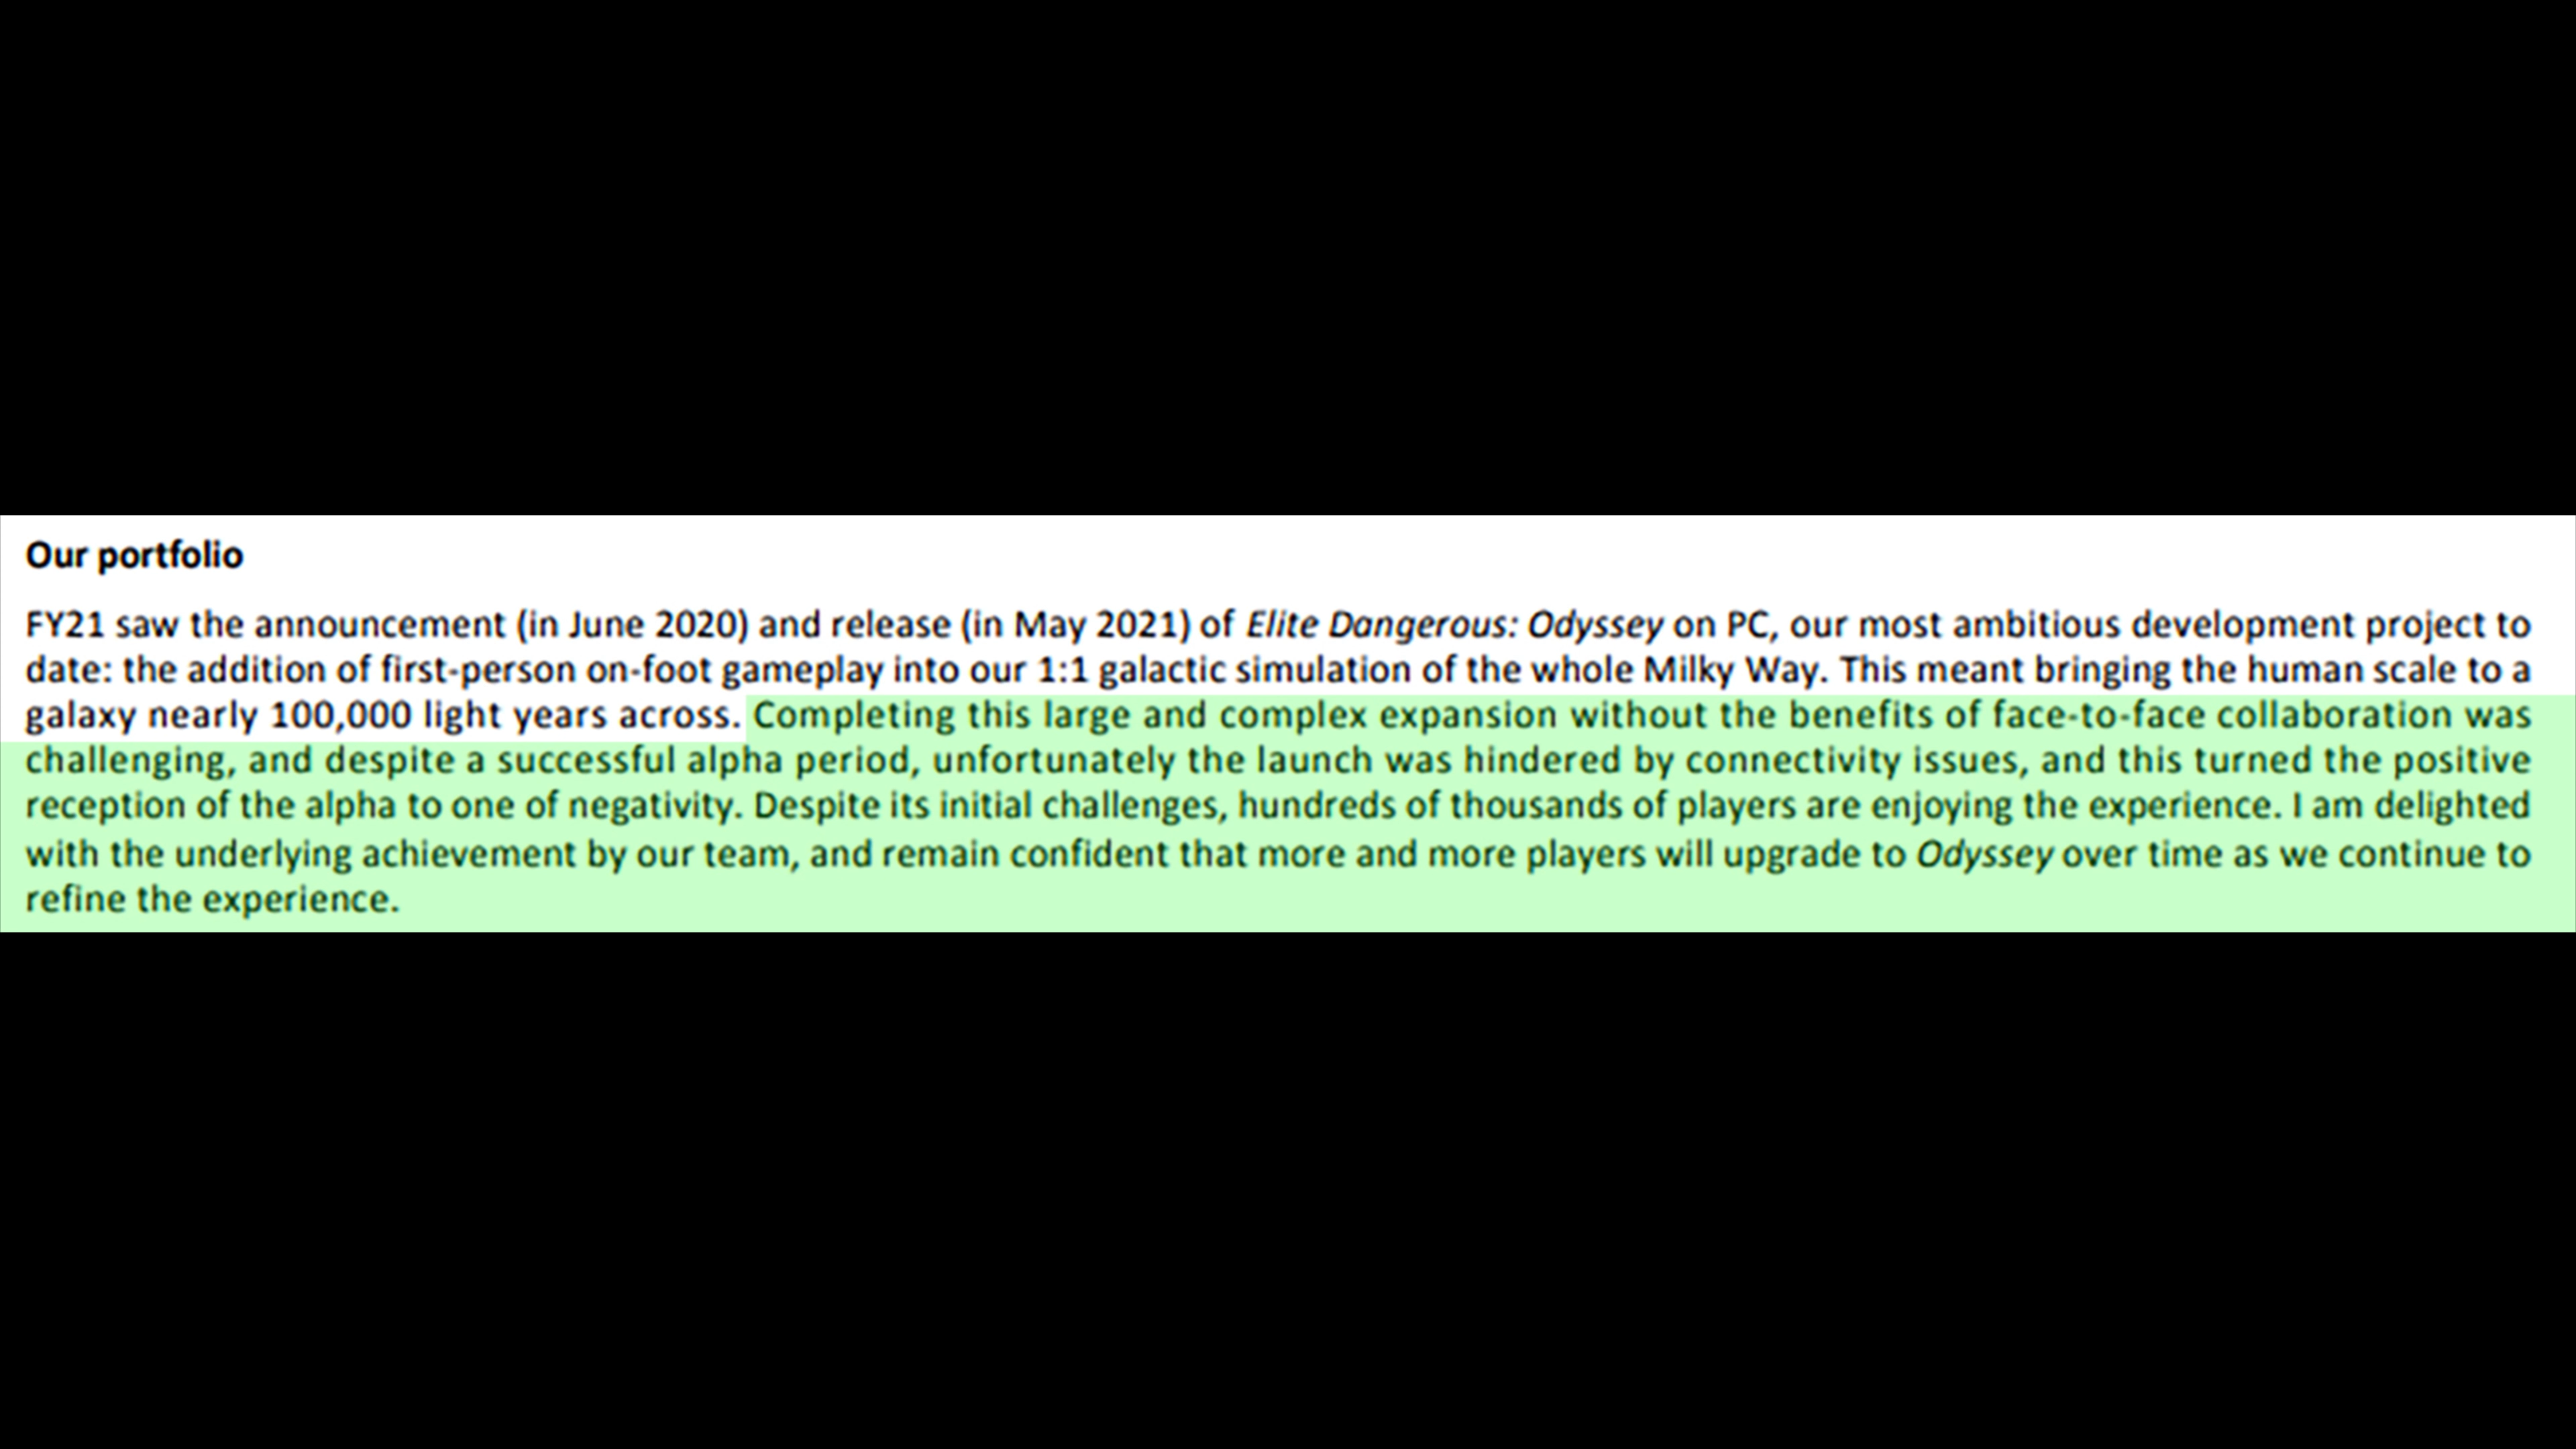 Our portfolio
FY21 saw the announcement (in June 2020) and release (in May 2021) of Elite Dangerous: Odyssey on PC, our most ambitious development project to
date: the addition of first-person on-foot gameplay into our 1:1 galactic simulation of the whole Milky Way. This meant bringing the human scale to a
galaxy nearly 100,000 light years across. Completing this large and complex expansion without the benefits of face-to-face collaboration was
challenging, and despite a successful alpha period, unfortunately the launch was hindered by connectivity issues, and this turned the positive
reception of the alpha to one of negativity. Despite its initial challenges, hundreds of thousands of players are enjoying the experience. I am delighted
with the underlying achievement by our team, and remain confident that more and more players will upgrade to Odyssey over time as we continue to
refine the experience.